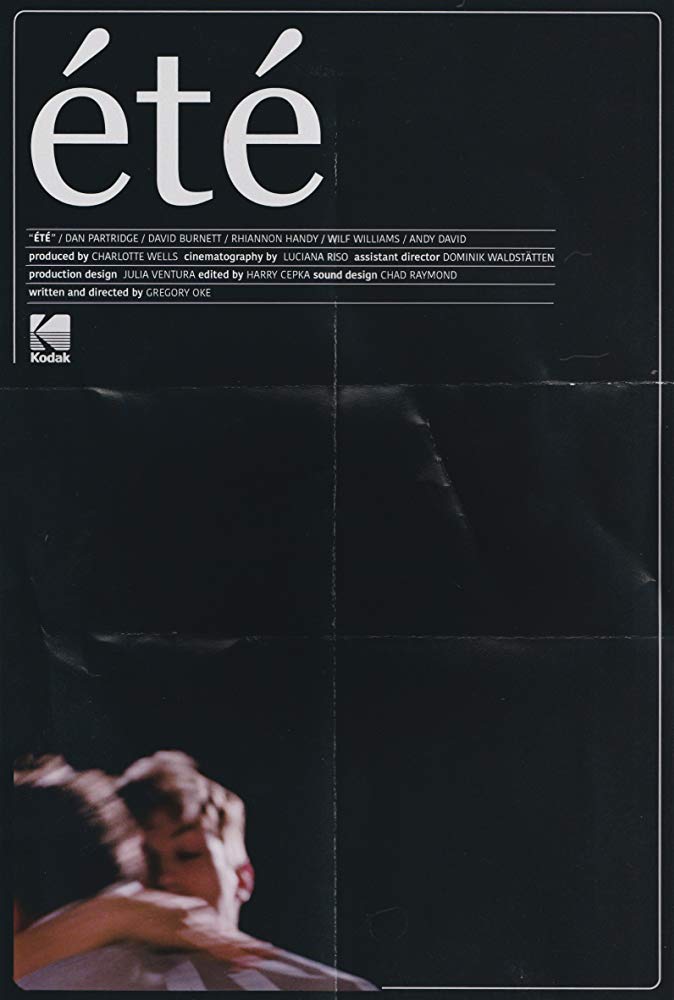 été
"ÉTÉ" / DAN PARTRIDGE / DAVID BURNETT / RHIANNON HANDY / WILF WILLIAMS / ANDY DAVID
produced by CHARLOTTE WELLS cinematography by LUCIANA RISO assistant director DOMINIK WALDSTÄTTEN
production design JULIA VENTURA edited by HARRY CEPKA sound design CHAD RAYMOND
written and directed by GREGORY OKE
Kodak